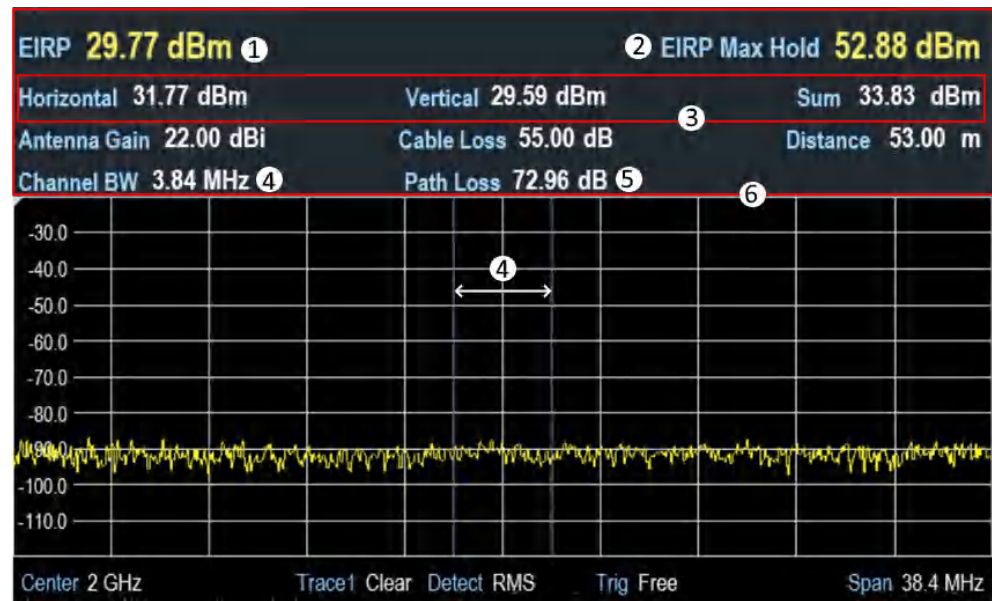 EIRP 29.77 dBm ① ② EIRP Max Hold 52.88 dBm
Horizontal 31.77 dBm Vertical 29.59 dBm Sum 33.83 dBm
③
Antenna Gain 22.00 dBi Cable Loss 55.00 dB Distance 53.00 m
Channel BW 3.84 MHz ④ Path Loss 72.96 dB ⑤
⑥
-30.0
-40.0
④
-50.0
-60.0
-70.0
-80.0
-90.0
-100.0
-110.0
Center 2 GHz Trace1 Clear Detect RMS Trig Free Span 38.4 MHz